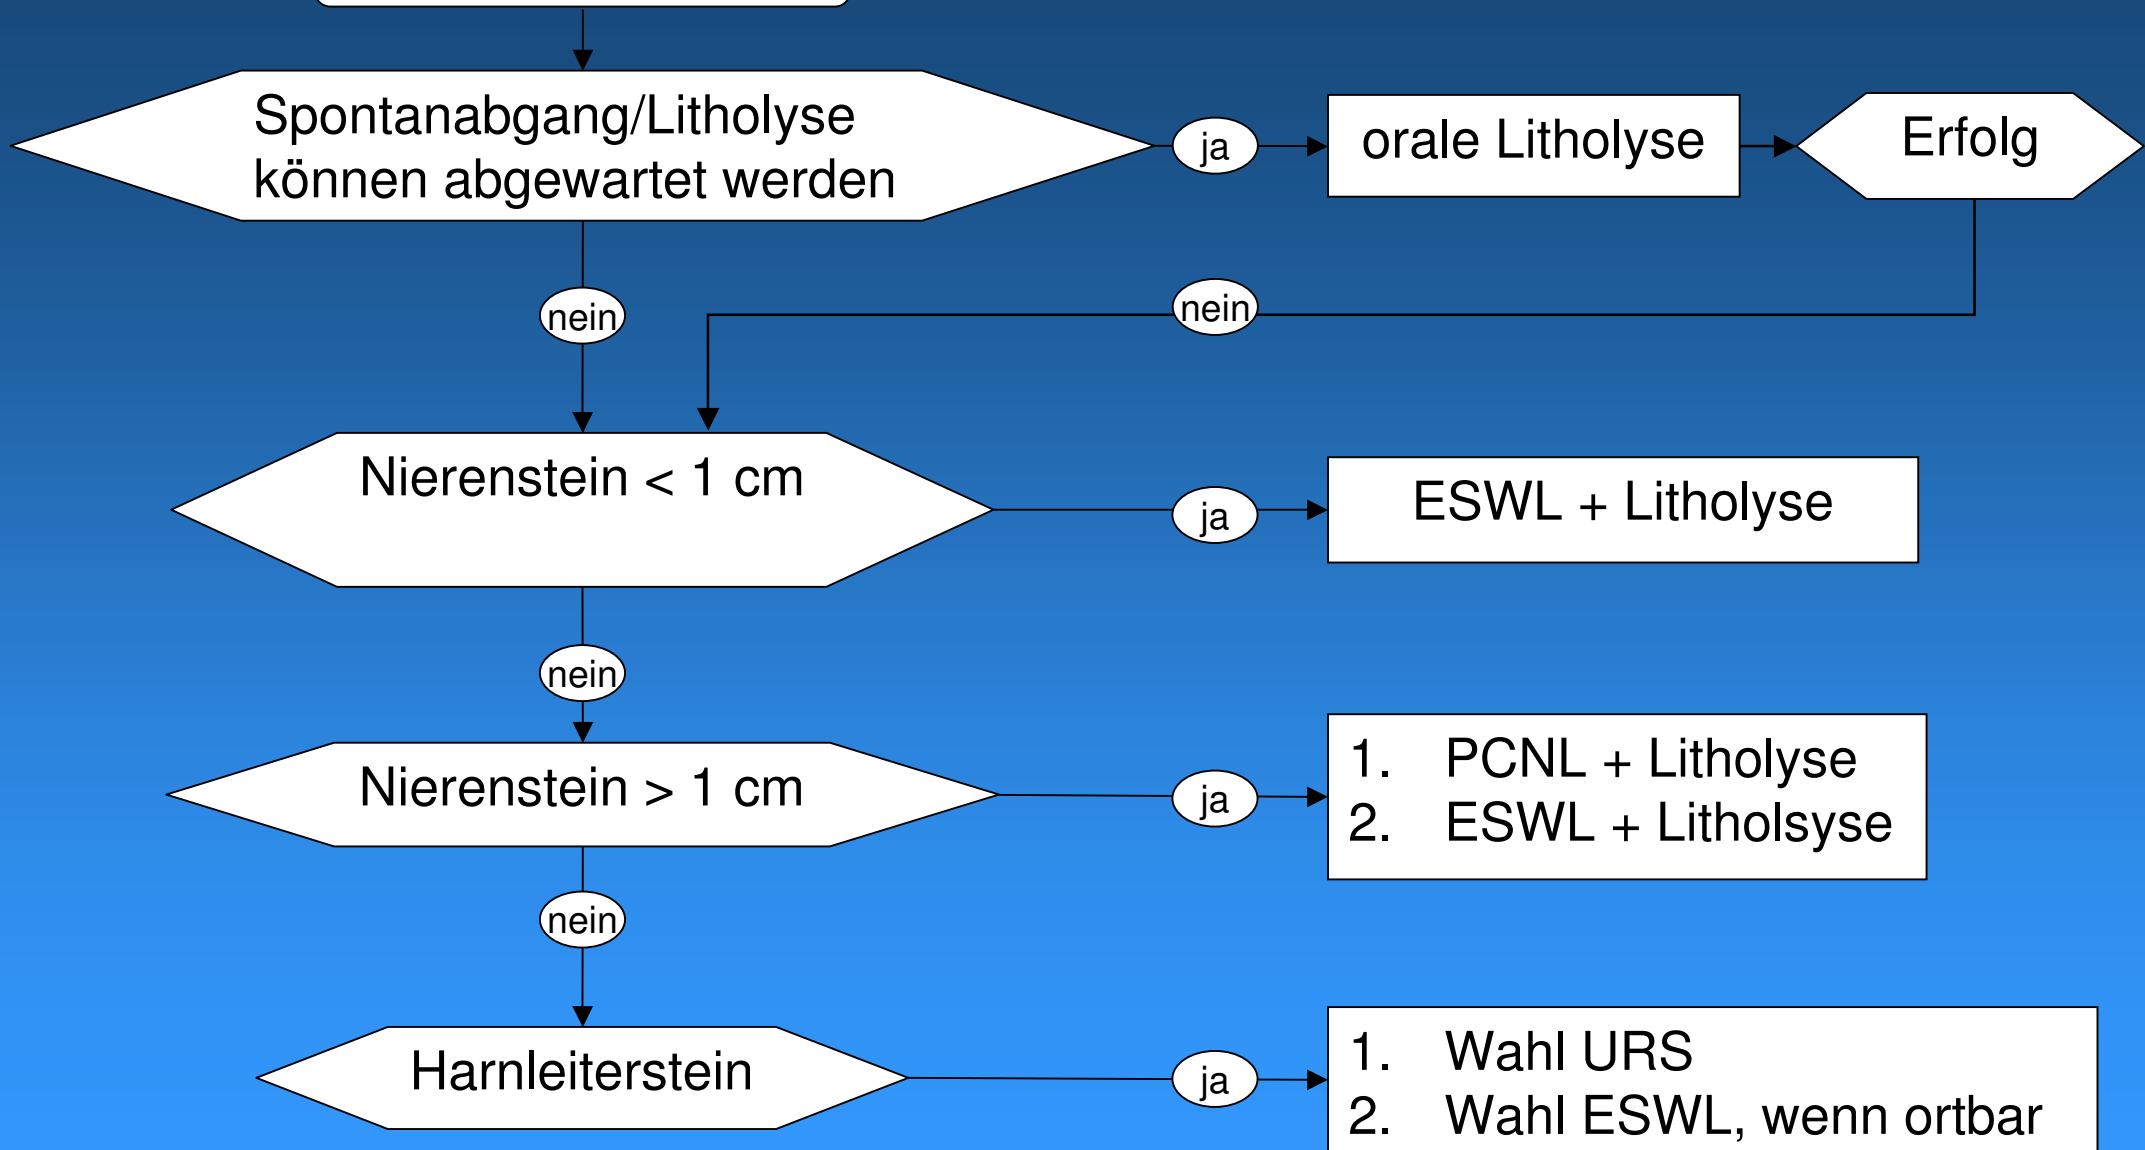 Spontanabgang/Litholyse
können abgewartet werden
ja
orale Litholyse
Erfolg
nein
nein
Nierenstein < 1 cm
ja
ESWL + Litholyse
nein
Nierenstein > 1 cm
ja
1. PCNL + Litholyse
2. ESWL + Litholsyse
nein
Harnleiterstein
ja
1. Wahl URS
2. Wahl ESWL, wenn ortbar